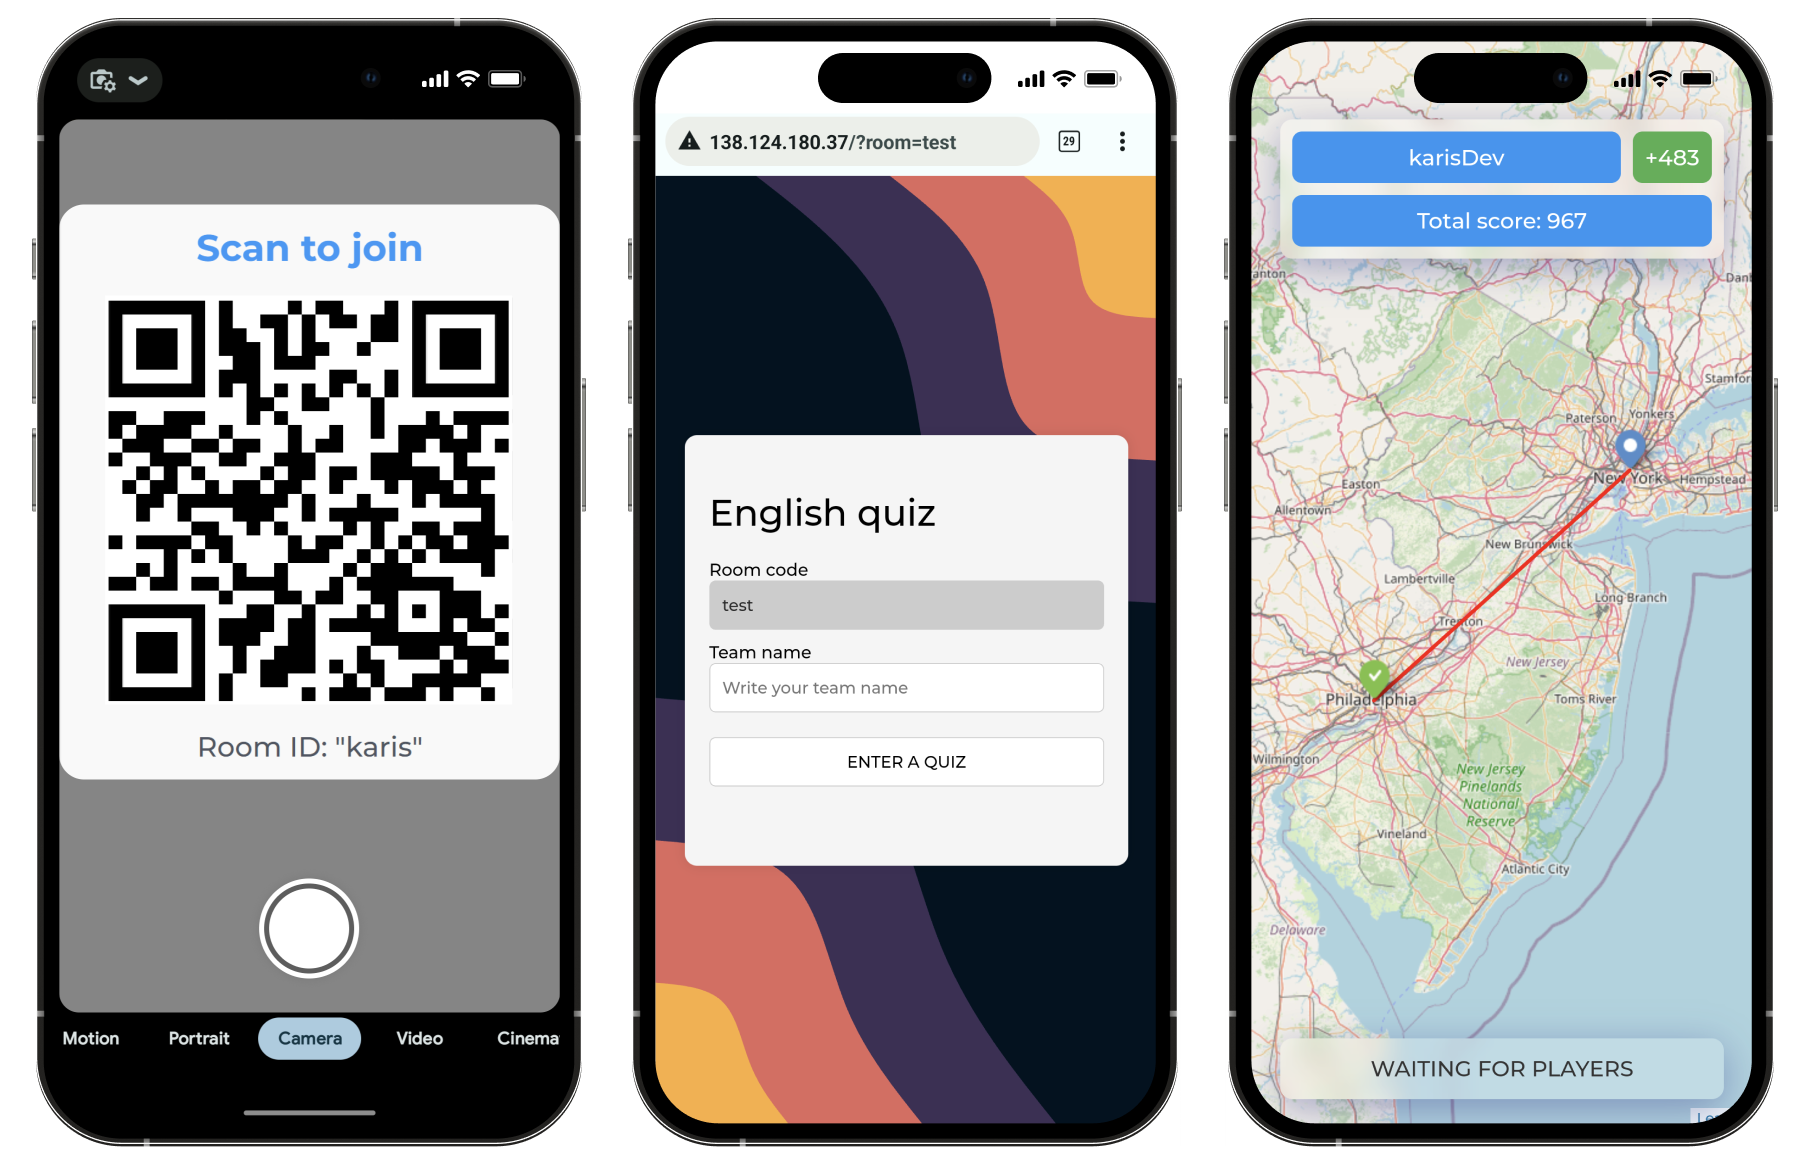 Scan to join
Room ID: "karis"
Motion
Portrait
Camera
Video
Cinema
138.124.180.37/?room=test
29
English quiz
Room code
test
Team name
Write your team name
ENTER A QUIZ
karisDev
+483
Total score: 967
anton
Danb
Stamfor
Paterson
Yonkers
New York
Hempstead
Easton
Allentown
New Brunswick
Lambertville
Long Branch
Trenton
New Jersey
Philadelphia
Toms River
Wilmington
New Jersey
Pinelands
National
Reserve
Vineland
Atlantic City
Delaware
WAITING FOR PLAYERS